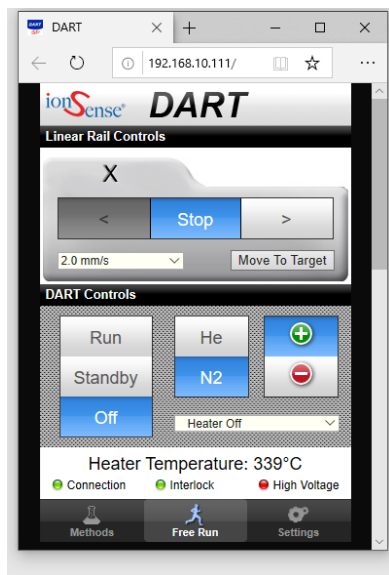 DART
192.168.10.111/
ionSense® DART
Linear Rail Controls
X
< Stop >
2.0 mm/s Move To Target
DART Controls
Run He
Standby N2
Off Heater Off
Heater Temperature: 339°C
Connection Interlock High Voltage
Methods Free Run Settings